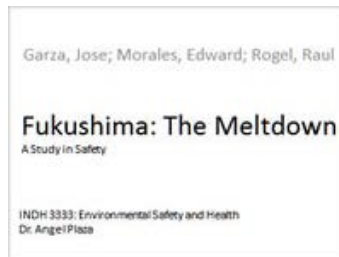 Garza, Jose; Morales, Edward; Rogel, Raul
Fukushima: The Meltdown
A Study in Safety
INDH 3333: Environmental Safety and Health
Dr. Angel Plaza